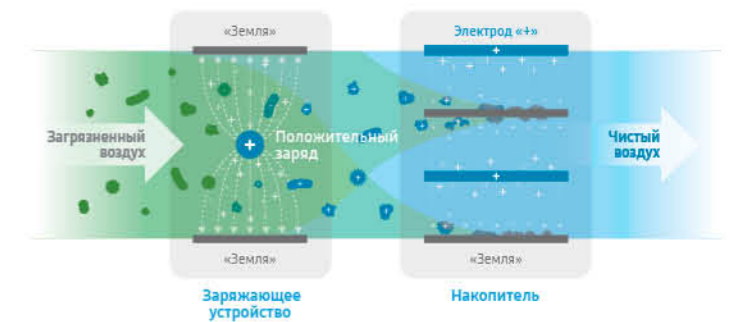 «Земля»
Электрод «+»
Загрязненный
воздух
Положительный
заряд
Чистый
воздух
«Земля»
«Земля»
Заряжающее
устройство
Накопитель